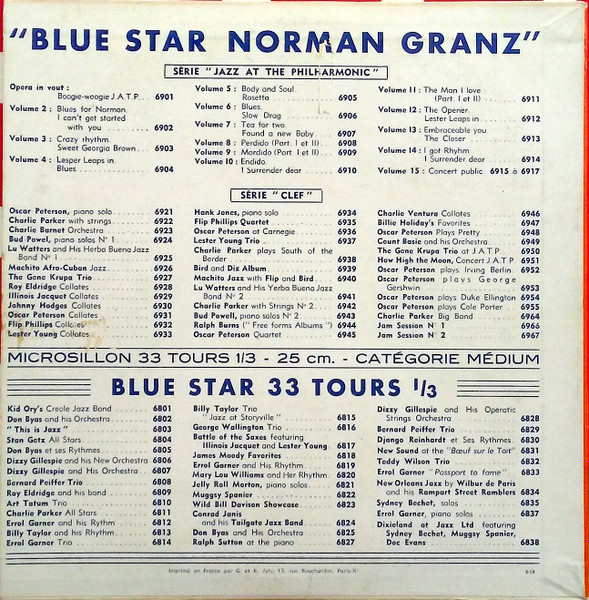 "BLUE STAR NORMAN GRANZ"
SÉRIE "JAZZ AT THE PHILHARMONIC"
Opera in vout :
Boogie-woogie J.A.T.P... 6901
Volume 2 : Blues for Norman.
I can't get started
with you ......... 6902
Volume 3 : Crazy rhythm.
Sweet Georgia Brown... 6903
Volume 4 : Lesper Leaps in.
Blues ............. 6904
Volume 5 : Body and Soul.
Rosetta ............ 6905
Volume 6 : Blues.
Slow Drag .......... 6906
Volume 7 : Tea for two.
Found a new Baby.. 6907
Volume 8 : Perdido (Part. I et II).. 6908
Volume 9 : Mordido (Part. I et II).. 6909
Volume 10 : Endido.
I Surrender dear.... 6910
Volume 11 : The Man I love
(Part. I et II)....... 6911
Volume 12 : The Opener.
Lester Leaps in..... 6912
Volume 13 : Embraceable you.
The Closer ........ 6913
Volume 14 : I got Rhyhm.
I Surrender dear .. 6914
Volume 15 : Concert public. 6915 à 6917
SÉRIE "CLEF"
Oscar Peterson, piano solo ...... 6921
Charlie Parker with strings ...... 6922
Charlie Barnet Orchestra ........ 6923
Bud Powel, piano solos N° 1 .... 6924
Lu Watters and His Herba Buena Jazz
Band N° 1 ................ 6925
Machito Afro-Cuban Jazz ........ 6926
The Gene Krupa Trio ........... 6927
Roy Eldridge Collates .......... 6928
Illinois Jacquet Collates ........ 6929
Johnny Hodges Collates ........ 6930
Oscar Peterson Collates ......... 6931
Flip Phillips Collates ........... 6932
Lester Young Collates .......... 6933
Hank Jones, piano solo .......... 6934
Flip Phillips Quartet ............ 6935
Oscar Peterson at Carnegie ...... 6936
Lester Young Trio .............. 6937
Charlie Parker plays South of the
Border .................... 6938
Bird and Diz Album ............ 6939
Machito Jazz with Flip and Bird .. 6940
Lu Watters and His Yerba Buena Jazz
Band N° 2 ................ 6941
Charlie Parker with Strings N° 2 .. 6942
Bud Powell, piano solos N° 2 ..... 6943
Ralph Burns ("Free forms Albums") 6944
Oscar Peterson Quartet ......... 6945
Charlie Ventura Collates ......... 6946
Billie Holiday's Favorites ........ 6947
Oscar Peterson Plays Pretty ..... 6948
Count Basie and his Orchestra .... 6949
The Gene Krupa Trio at J.A.T.P. .. 6950
How High the Moon, Concert J.A.T.P. 6951
Oscar Peterson plays Irving Berlin 6952
Oscar Peterson plays George
Gershwin .................. 6953
Oscar Peterson plays Duke Ellington 6954
Oscar Peterson plays Cole Porter .. 6955
Charlie Parker Big Band ......... 6964
Jam Session N° 1 .............. 6966
Jam Session N° 2 .............. 6967
MICROSILLON 33 TOURS 1/3 - 25 cm. - CATÉGORIE MÉDIUM
BLUE STAR 33 TOURS 1/3
Kid Ory's Creole Jazz Band ...... 6801
Don Byas and his Orchester ..... 6802
"This is Jazz" ................. 6803
Stan Getz All Stars ............. 6804
Don Byas et ses Rythmes ........ 6805
Dizzy Gillespie and his New Orchestra 6806
Dizzy Gillespie and his Orchestra .. 6807
Bernard Peiffer Trio ............ 6808
Roy Eldridge and his band ....... 6809
Art Tatum Trio ................ 6810
Charlie Parker All Stars .......... 6811
Errol Garner and his Rythm ...... 6812
Billy Taylor and his Rhythm ...... 6813
Errol Garner Trio .............. 6814
Billy Taylor Trio
"Jazz at Storyville" .......... 6815
George Wallington Trio .......... 6816
Battle of the Saxes featuring
Illinois Jacquet and Lester Young . 6817
James Moody Favorites .......... 6818
Errol Garner and His Rhythm ..... 6819
Mary Lou Williams and Her Rythm . 6820
Jelly Roll Morton, piano solos ..... 6821
Muggsy Spanier ................ 6822
Wild Bill Davison Showcase ...... 6823
Conrad Janis
and his Tailgate Jazz Band .... 6824
Don Byas and His Orchestra ..... 6825
Ralph Sutton at the piano ....... 6827
Dizzy Gillespie and His Operatic
Strings Orchestra ............ 6828
Bernard Peiffer Trio ............ 6829
Django Reinhardt et Ses Rythmes . 6830
New Sound at the "Bœuf sur le Toit" 6831
Teddy Wilson Trio .............. 6832
Errol Garner "Passport to fame" .. 6833
New Orleans Jazz by Wilbur de Paris
and his Rampart Street Ramblers 6834
Sydney Bechet, solos ........... 6835
Errol Garner, piano solos ........ 6837
Dixieland at Jazz Ltd featuring
Sydney Bechet, Muggsy Spanier,
Doc Evans ................. 6838
Imprimé en France par G. et R. Joly, 15, rue Bouchardon, Paris-X°
6-54